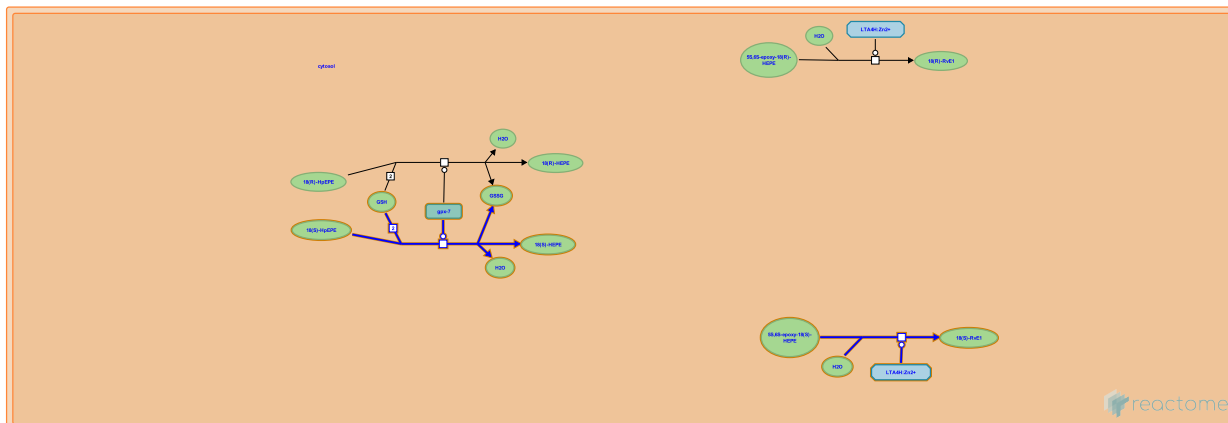 LTA4H:Zn2+
H2O
5S,6S-epoxy-18(R)-
HEPE
18(R)-RvE1
cytosol
H2O
18(R)-HEPE
2
18(R)-HpEPE
GSH
GSSG
gpx-7
2
18(S)-HpEPE
18(S)-HEPE
H2O
5S,6S-epoxy-18(S)-
HEPE
18(S)-RvE1
H2O
LTA4H:Zn2+
reactome